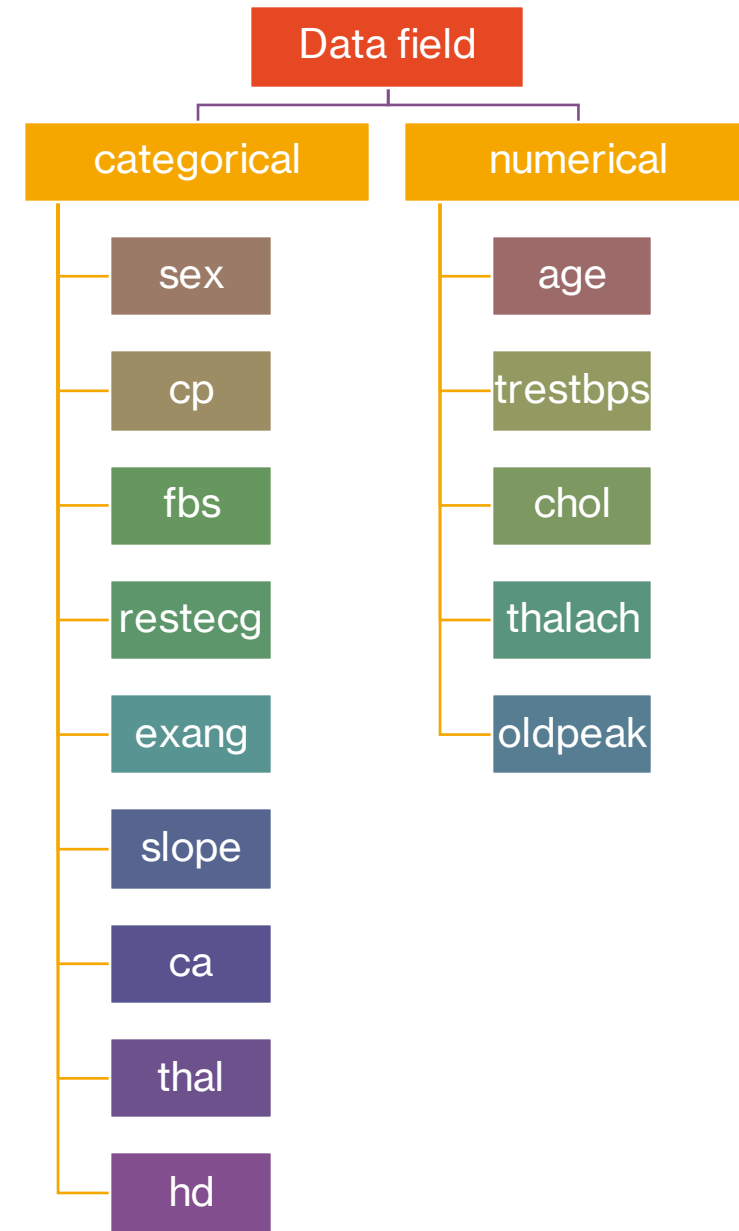 Data field
categorical
numerical
sex
cp
fbs
restecg
exang
slope
ca
thal
hd
age
trestbps
chol
thalach
oldpeak